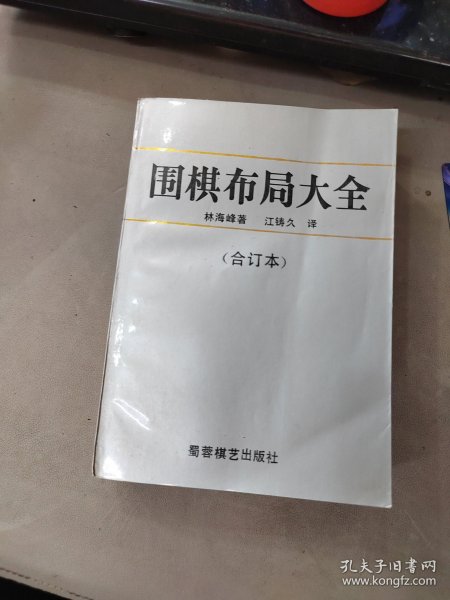 围棋布局大全
林海峰著 江铸久 译
（合订本）
蜀蓉棋艺出版社
孔夫子旧书网
www.kongfz.com